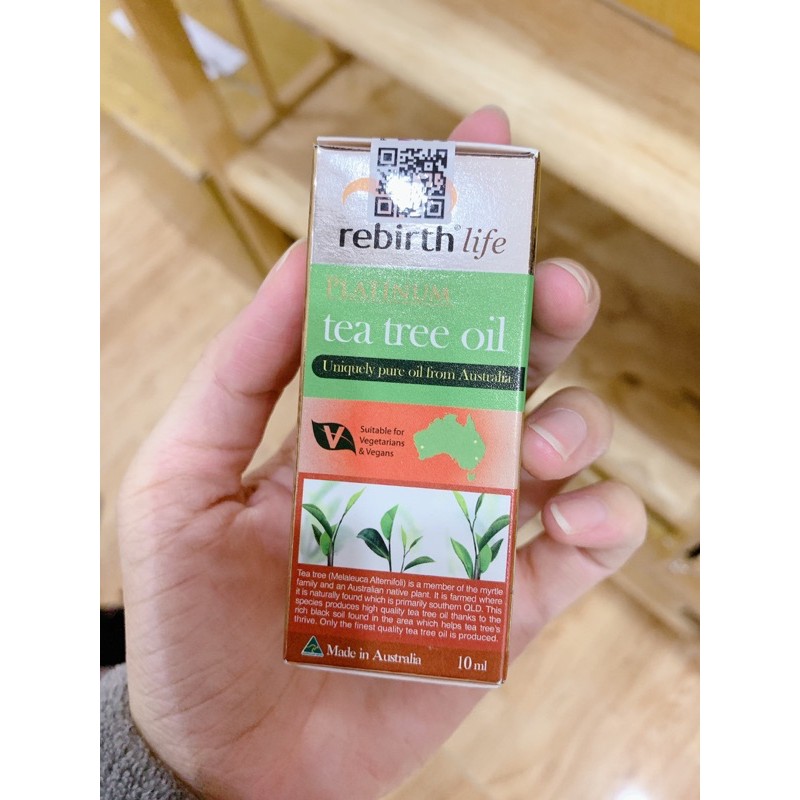 rebirth® life
PLATINUM
tea tree oil
Uniquely pure oil from Australia
Suitable for
Vegetarians
& Vegans
Tea tree (Melaleuca Alternifoli) is a member of the myrtle
family and an Australian native plant. It is farmed where
it is naturally found which is primarily southern QLD. This
species produces high quality tea tree oil thanks to the
rich black soil found in the area which helps tea tree's
thrive. Only the finest quality tea tree oil is produced.
Made in Australia
10 ml